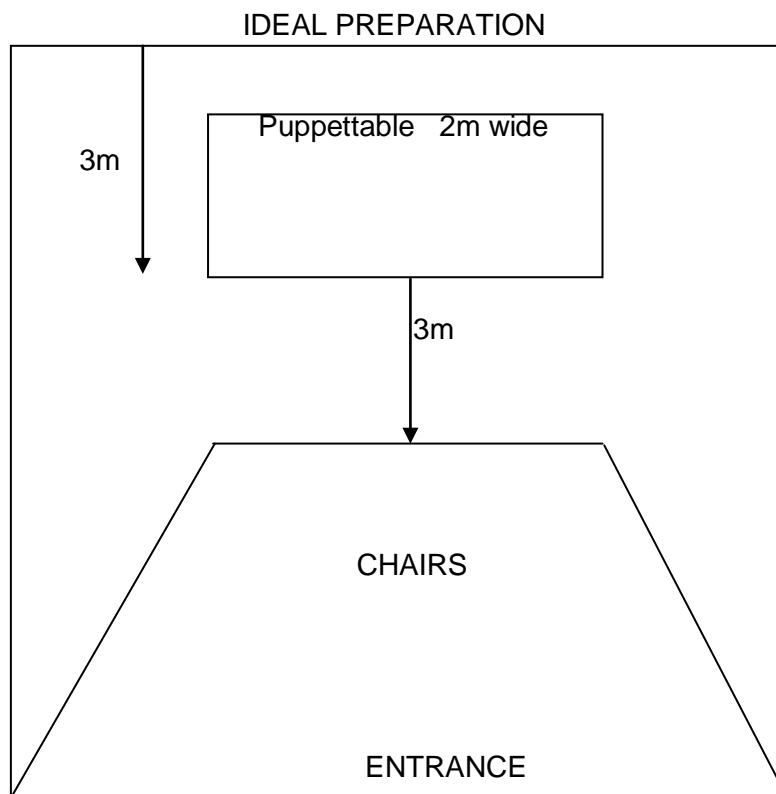 IDEAL PREPARATION
Puppettable 2m wide
3m
3m
CHAIRS
ENTRANCE